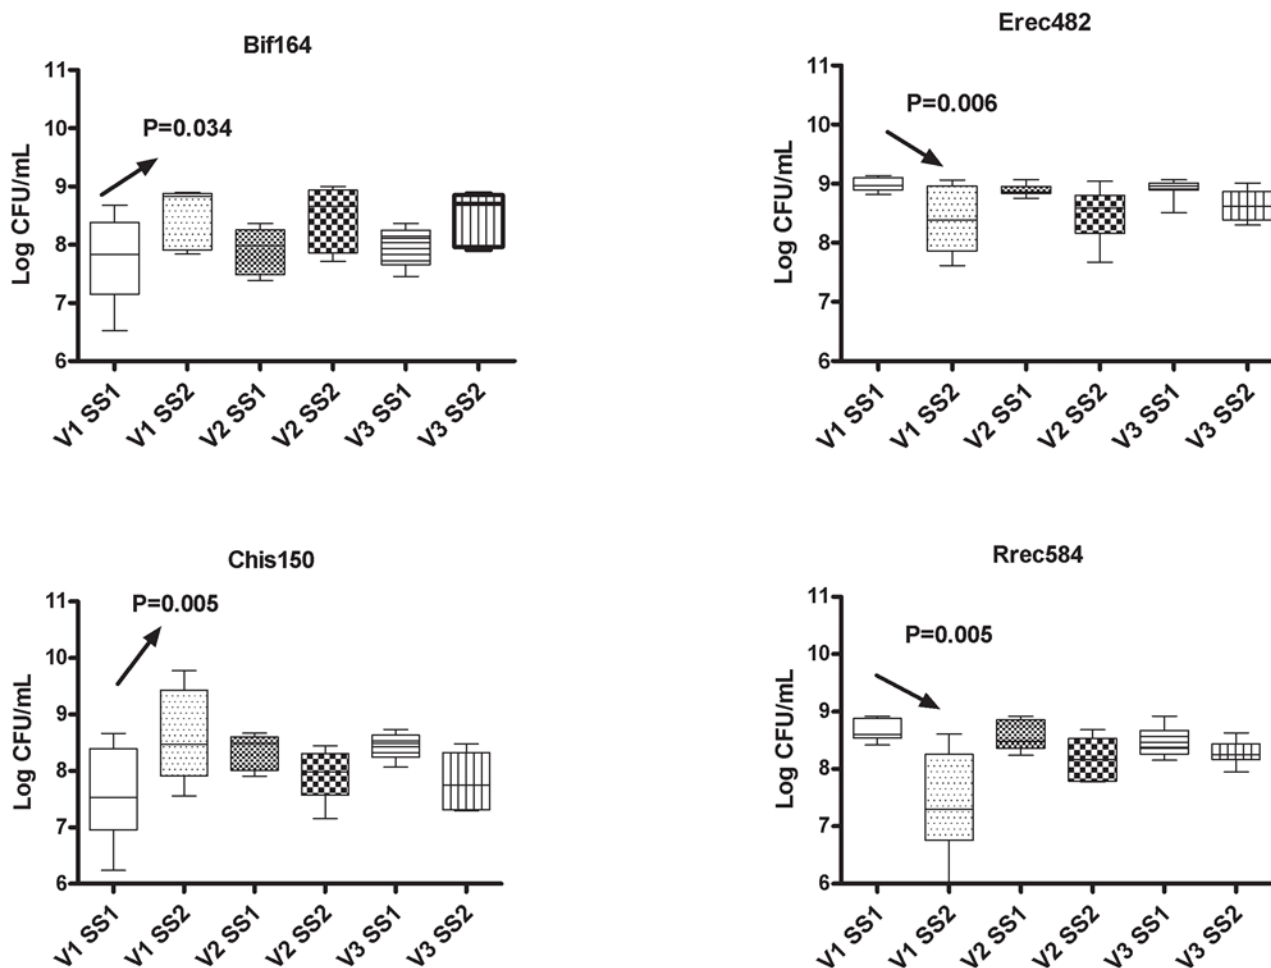 Bif164
11
10
9
8
7
6
Log CFU/mL
P=0.034
V1 SS1
V1 SS2
V2 SS1
V2 SS2
V3 SS1
V3 SS2
Erec482
11
10
9
8
7
6
Log CFU/mL
P=0.006
V1 SS1
V1 SS2
V2 SS1
V2 SS2
V3 SS1
V3 SS2
Chis150
11
10
9
8
7
6
Log CFU/mL
P=0.005
V1 SS1
V1 SS2
V2 SS1
V2 SS2
V3 SS1
V3 SS2
Rrec584
11
10
9
8
7
6
Log CFU/mL
P=0.005
V1 SS1
V1 SS2
V2 SS1
V2 SS2
V3 SS1
V3 SS2